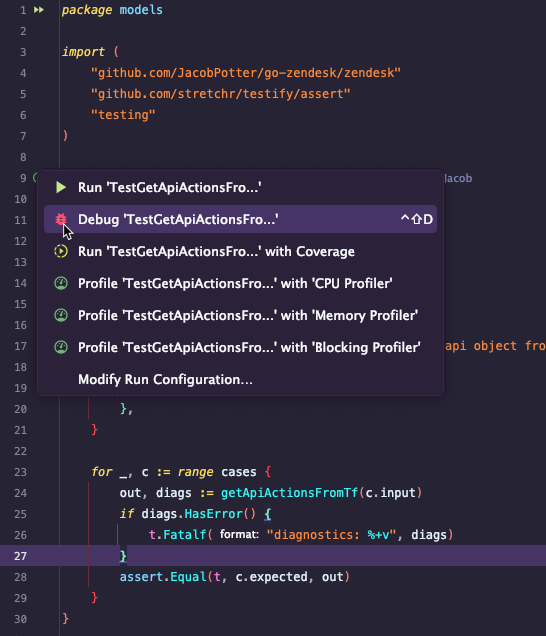 1 package models
2
3 import (
4 "github.com/JacobPotter/go-zendesk/zendesk"
5 "github.com/stretchr/testify/assert"
6 "testing"
7 )
8
9 Jacob
Run 'TestGetApiActionsFro...'
10
11 Debug 'TestGetApiActionsFro...' ^⇧D
12
13 Run 'TestGetApiActionsFro...' with Coverage
14 Profile 'TestGetApiActionsFro...' with 'CPU Profiler'
15
16 Profile 'TestGetApiActionsFro...' with 'Memory Profiler'
17 Profile 'TestGetApiActionsFro...' with 'Blocking Profiler' api object fro
18
19 Modify Run Configuration...
20 },
21 }
22
23 for _, c := range cases {
24 out, diags := getApiActionsFromTf(c.input)
25 if diags.HasError() {
26 t.Fatalf( format: "diagnostics: %+v", diags)
27 }
28 assert.Equal(t, c.expected, out)
29 }
30 }